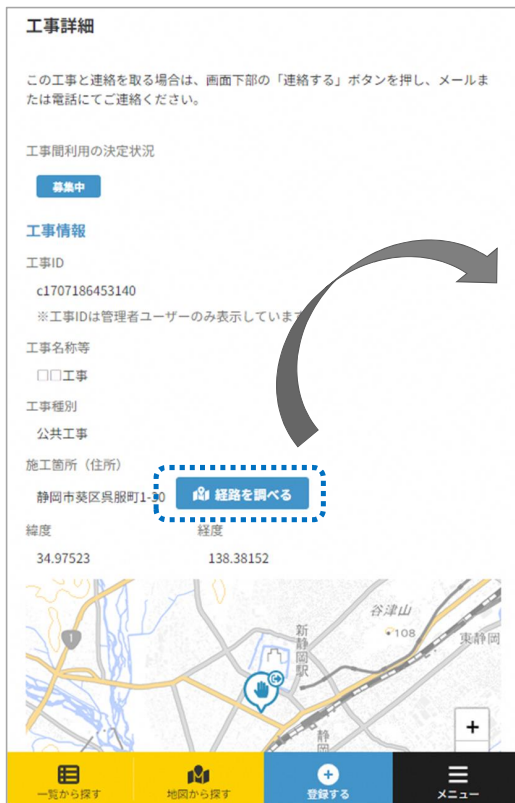 工事詳細
この工事と連絡を取る場合は、画面下部の「連絡する」ボタンを押し、メールま
たは電話にてご連絡ください。
工事間利用の決定状況
募集中
工事情報
工事ID
c1707186453140
※工事IDは管理者ユーザーのみ表示しています
工事名称等
□□工事
工事種別
公共工事
施工箇所（住所）
静岡市葵区呉服町1-30 経路を調べる
緯度 経度
34.97523 138.38152
谷津山
108
1
新静岡駅
東静岡
静岡
+
一覧から探す 地図から探す 登録する メニュー